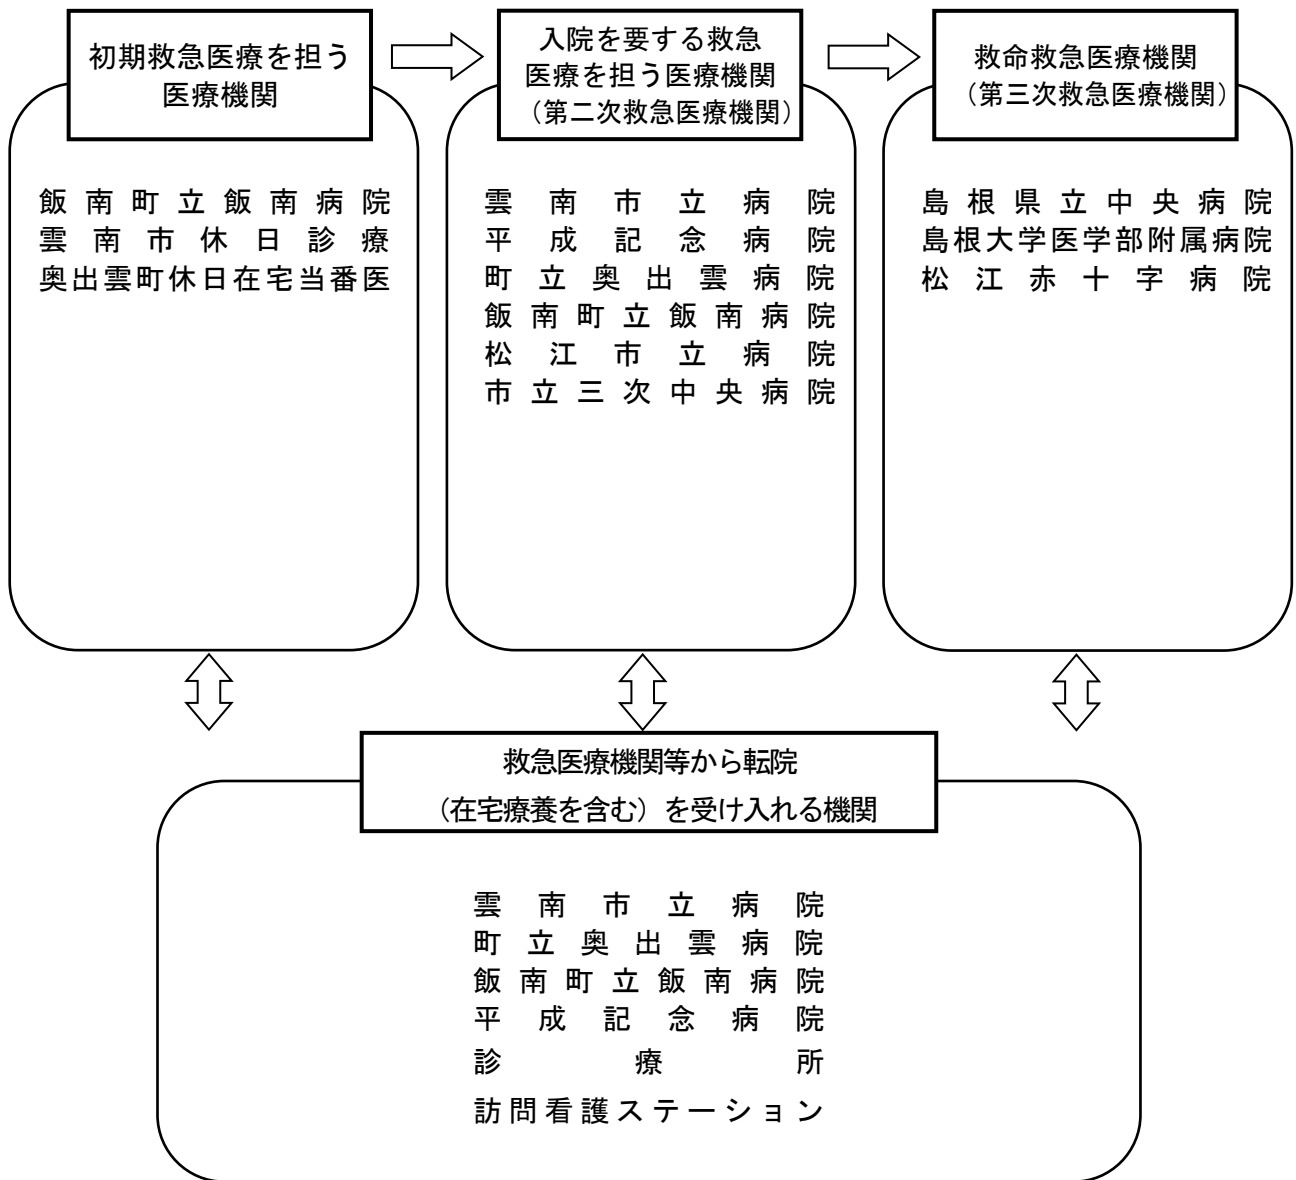 初期救急医療を担う
医療機関
飯南町立飯南病院
雲南市休日診療
奥出雲町休日在宅当番医
入院を要する救急
医療を担う医療機関
（第二次救急医療機関）
雲南市立病院
平成記念病院
町立奥出雲病院
飯南町立飯南病院
松江市立病院
市立三次中央病院
救命救急医療機関
（第三次救急医療機関）
島根県立中央病院
島根大学医学部附属病院
松江赤十字病院
救急医療機関等から転院
（在宅療養を含む）を受け入れる機関
雲南市立病院
町立奥出雲病院
飯南町立飯南病院
平成記念病院
診療所
訪問看護ステーション